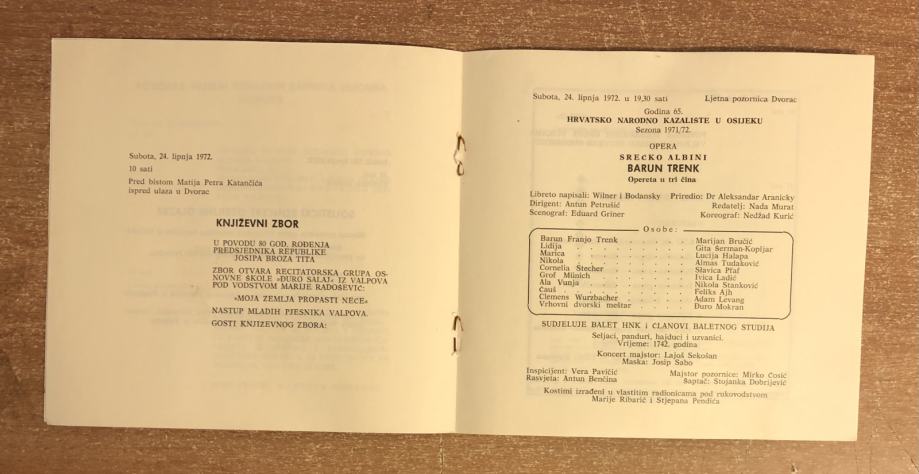 Subota, 24. lipnja 1972.
10 sati
Pred bistom Matija Petra Katančića
ispred ulaza u Dvorac
KNJIŽEVNI ZBOR
U POVODU 80 GOD. ROĐENJA
PREDSJEDNIKA REPUBLIKE
JOSIPA BROZA TITA
ZBOR OTVARA RECITATORSKA GRUPA OS-
NOVNE ŠKOLE »ĐURO SALAJ« IZ VALPOVA
POD VODSTVOM MARIJE RADOŠEVIĆ:
»MOJA ZEMLJA PROPASTI NEĆE«
NASTUP MLADIH PJESNIKA VALPOVA.
GOSTI KNJIŽEVNOG ZBORA:
Subota, 24. lipnja 1972. u 19,30 sati Ljetna pozornica Dvorac
Godina 65.
HRVATSKO NARODNO KAZALIŠTE U OSIJEKU
Sezona 1971/72.
OPERA
SREĆKO ALBINI
BARUN TRENK
Opereta u tri čina
Libreto napisali: Wilner i Bodansky Priredio: Dr Aleksandar Aranicky
Dirigent: Antun Petrušić Redatelj: Nada Murat
Scenograf: Eduard Griner Koreograf: Nedžad Kurić
Osobe:
Barun Franjo Trenk . . . . . Marijan Bručić
Lidija . . . . . Gita Šerman-Kopljar
Marica . . . . . Lucija Halapa
Nikola . . . . . Almas Tudaković
Cornelia Stecher . . . . . Slavica Pfaf
Grof Münich . . . . . Ivica Ladić
Ala Vunja . . . . . Nikola Stanković
Čauš . . . . . Feliks Ajh
Clemens Wurzbacher . . . . . Adam Levang
Vrhovni dvorski meštar . . . . . Đuro Mokran
SUDJELUJE BALET HNK i ČLANOVI BALETNOG STUDIJA
Seljaci, panduri, hajduci i uzvanici.
Vrijeme: 1742. godina
Koncert majstor: Lajoš Sekošan
Maska: Josip Sabo
Inspicijent: Vera Pavičić Majstor pozornice: Mirko Ćosić
Rasvjeta: Antun Benčina Šaptač: Stojanka Dobrijević
Kostimi izrađeni u vlastitim radionicama pod rukovodstvom
Marije Ribarić i Stjepana Pendića